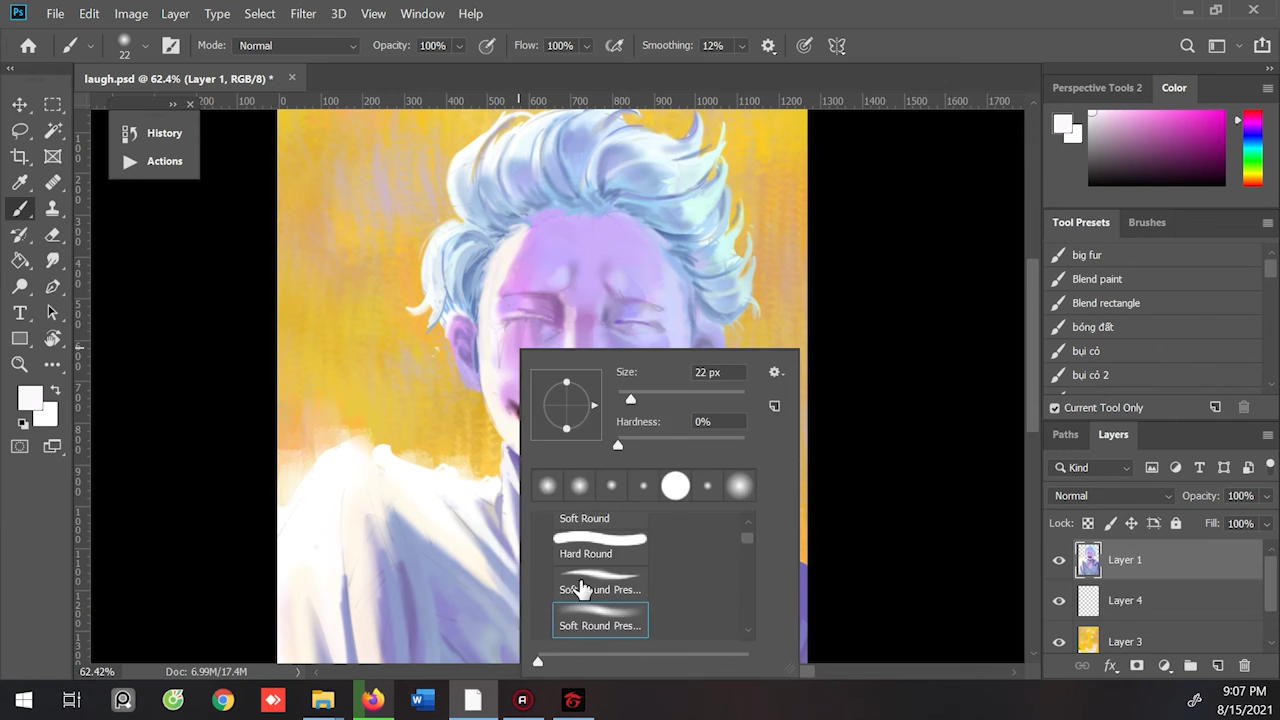 Ps File Edit Image Layer Type Select Filter 3D View Window Help
22 Mode: Normal Opacity: 100% Flow: 100% Smoothing: 12%
laugh.psd @ 62.4% (Layer 1, RGB/8) *
200 0 100 200 300 400 500 600 700 800 900 1000 1100 1200 1300 1400 1500 1600 1700
History
Actions
Perspective Tools 2 Color
Tool Presets Brushes
big fur
Blend paint
Blend rectangle
bóng đất
bụi cỏ
bụi cỏ 2
Current Tool Only
Paths Layers
Kind
Normal Opacity: 100%
Lock: Fill: 100%
Layer 1
Layer 4
Layer 3
Size: 22 px
Hardness: 0%
Soft Round
Hard Round
Soft Round Pres...
Soft Round Pres...
62.42% Doc: 6.99M/17.4M
9:07 PM
8/15/2021